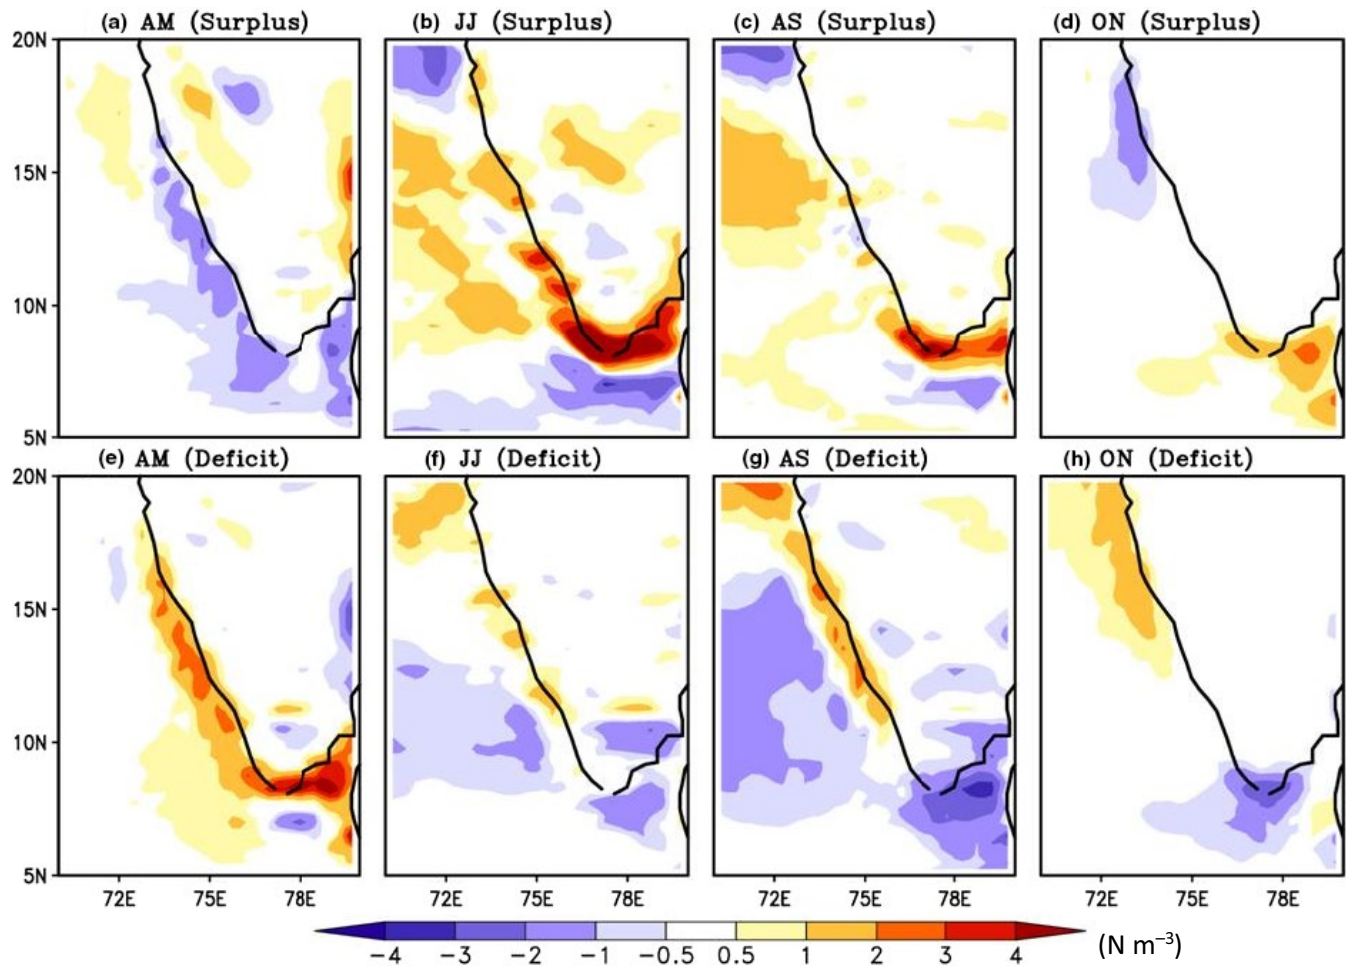 (a) AM (Surplus) (b) JJ (Surplus) (c) AS (Surplus) (d) ON (Surplus)
20N
15N
10N
5N
(e) AM (Deficit) (f) JJ (Deficit) (g) AS (Deficit) (h) ON (Deficit)
20N
15N
10N
5N
72E 75E 78E 72E 75E 78E 72E 75E 78E 72E 75E 78E
−4 −3 −2 −1 −0.5 0.5 1 2 3 4 (N m⁻³)